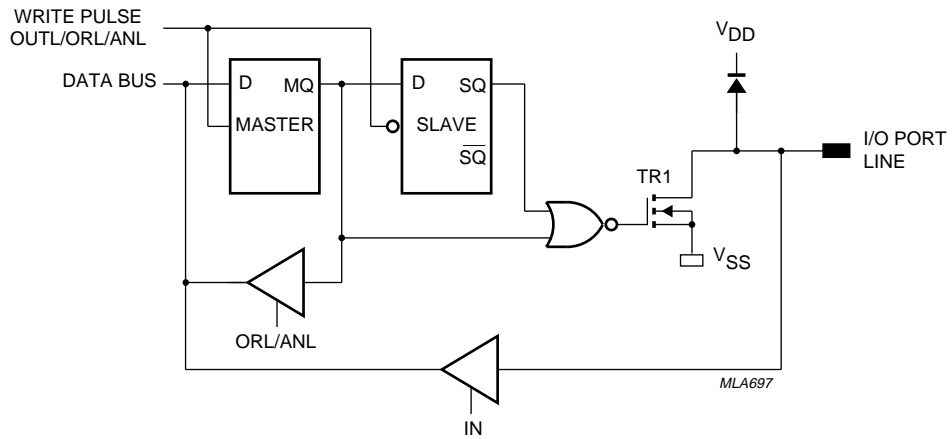 WRITE PULSE
OUTL/ORL/ANL
DATA BUS
D
MQ
MASTER
D
SQ
SLAVE
S̅Q̅
VDD
I/O PORT
LINE
TR1
VSS
ORL/ANL
MLA697
IN